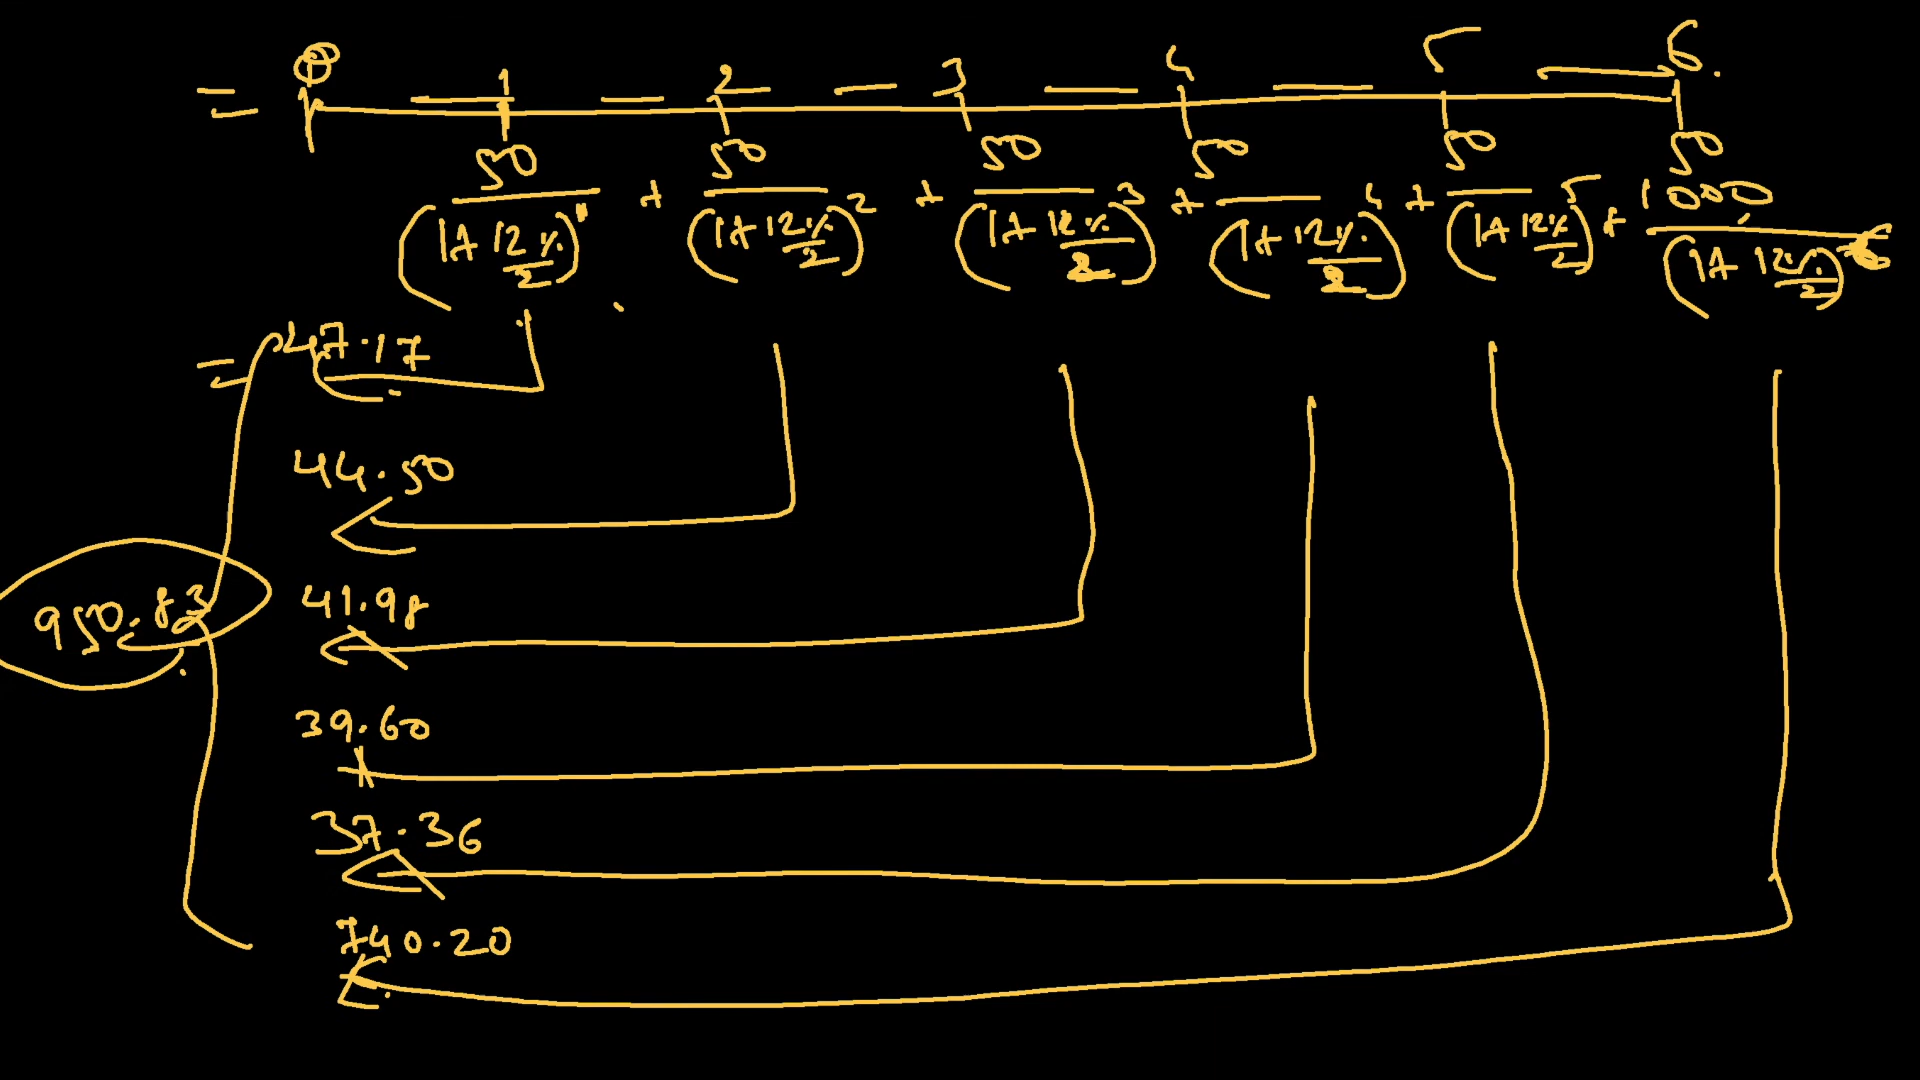 = 0 1 2 3 4 5 6.
50 50 50 50 50 50
(1+12%/2)^1 + (1+12%/2)^2 + (1+12%/2)^3 + (1+12%/2)^4 + (1+12%/2)^5 + 1000/(1+12%/2)^6
= 47.17
44.50
41.98
950.83
39.60
37.36
740.20